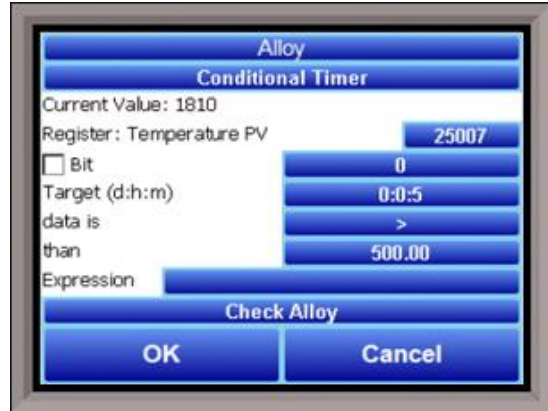 Alloy
Conditional Timer
Current Value: 1810
Register: Temperature PV 25007
Bit 0
Target (d:h:m) 0:0:5
data is >
than 500.00
Expression
Check Alloy
OK Cancel